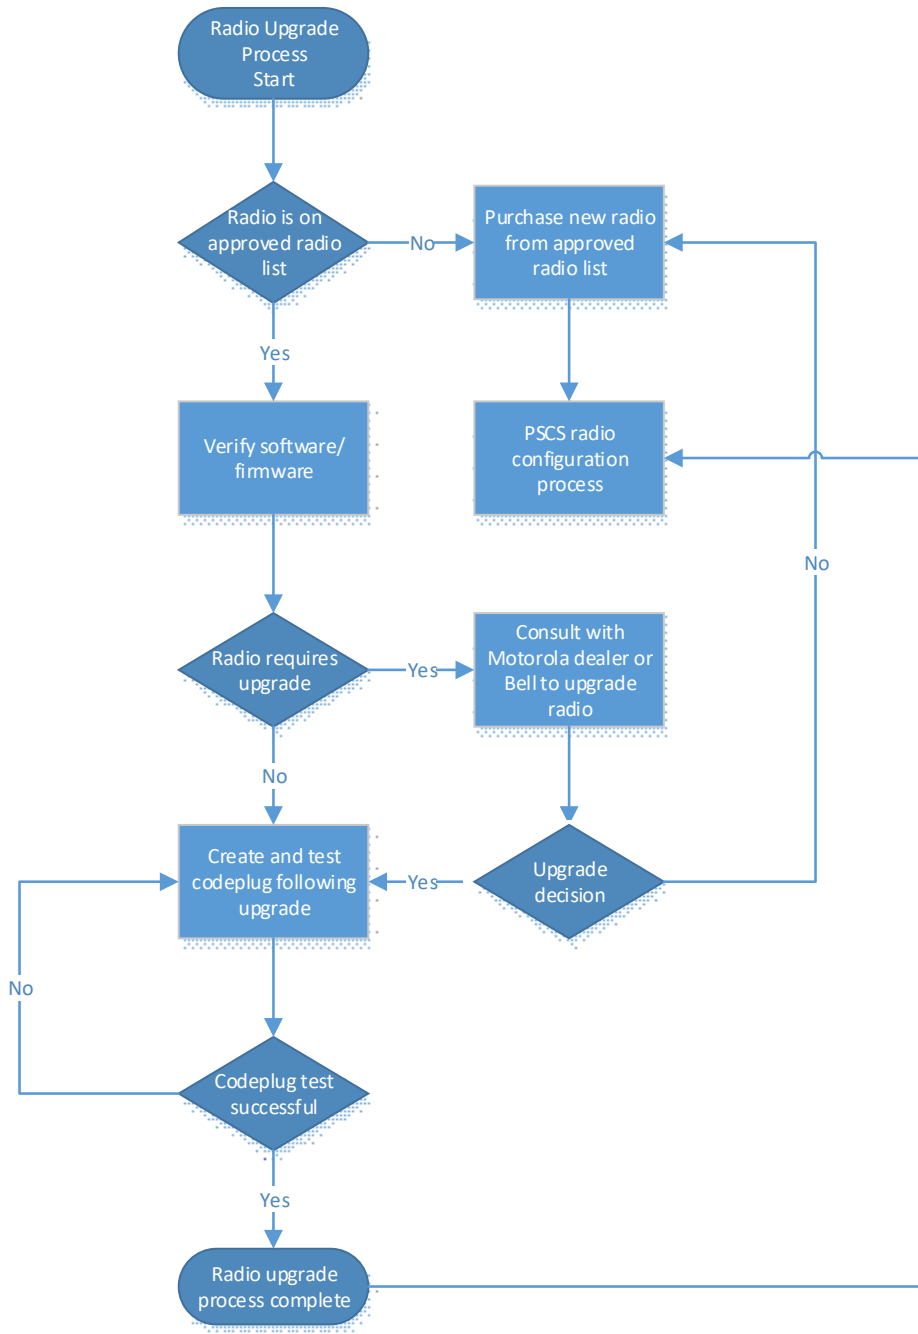 Radio Upgrade
Process
Start
Radio is on
approved radio
list
No
Purchase new radio
from approved
radio list
Yes
Verify software/
firmware
PSCS radio
configuration
process
No
Radio requires
upgrade
Yes
Consult with
Motorola dealer or
Bell to upgrade
radio
No
Create and test
codeplug following
upgrade
Yes
Upgrade
decision
No
Codeplug test
successful
Yes
Radio upgrade
process complete